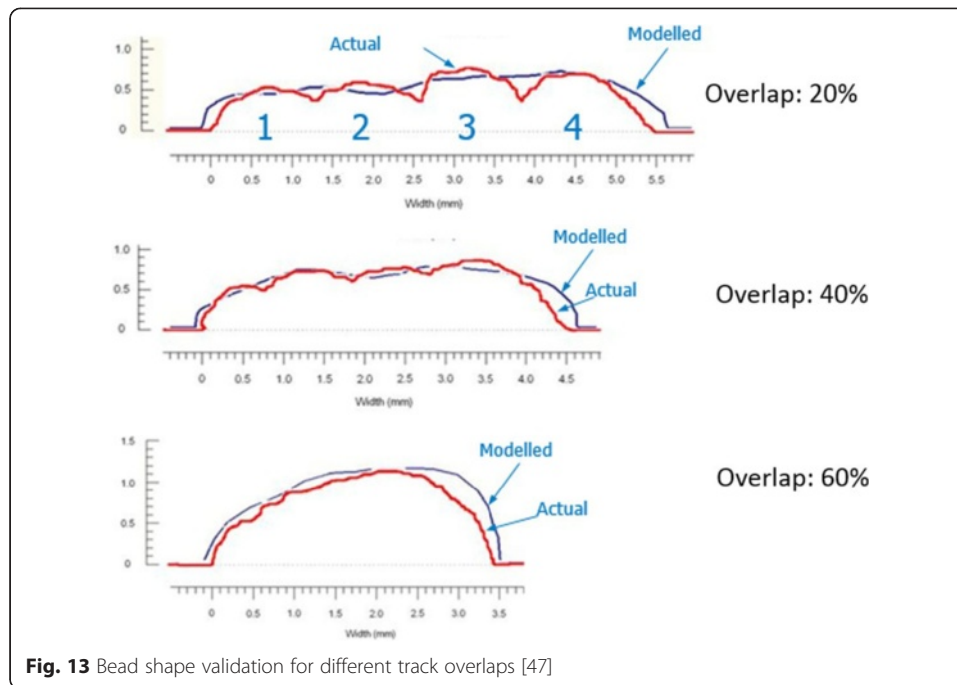 Actual
Modelled
1.0
0.5
0
Overlap: 20%
1 2 3 4
0 0.5 1.0 1.5 2.0 2.5 3.0 3.5 4.0 4.5 5.0 5.5
Width (mm)
Modelled
1.0
Actual
0.5
0
Overlap: 40%
0 0.5 1.0 1.5 2.0 2.5 3.0 3.5 4.0 4.5
Width (mm)
1.5
Modelled
1.0
Actual
0.5
0
Overlap: 60%
0 0.5 1.0 1.5 2.0 2.5 3.0 3.5
Width (mm)
Fig. 13 Bead shape validation for different track overlaps [47]